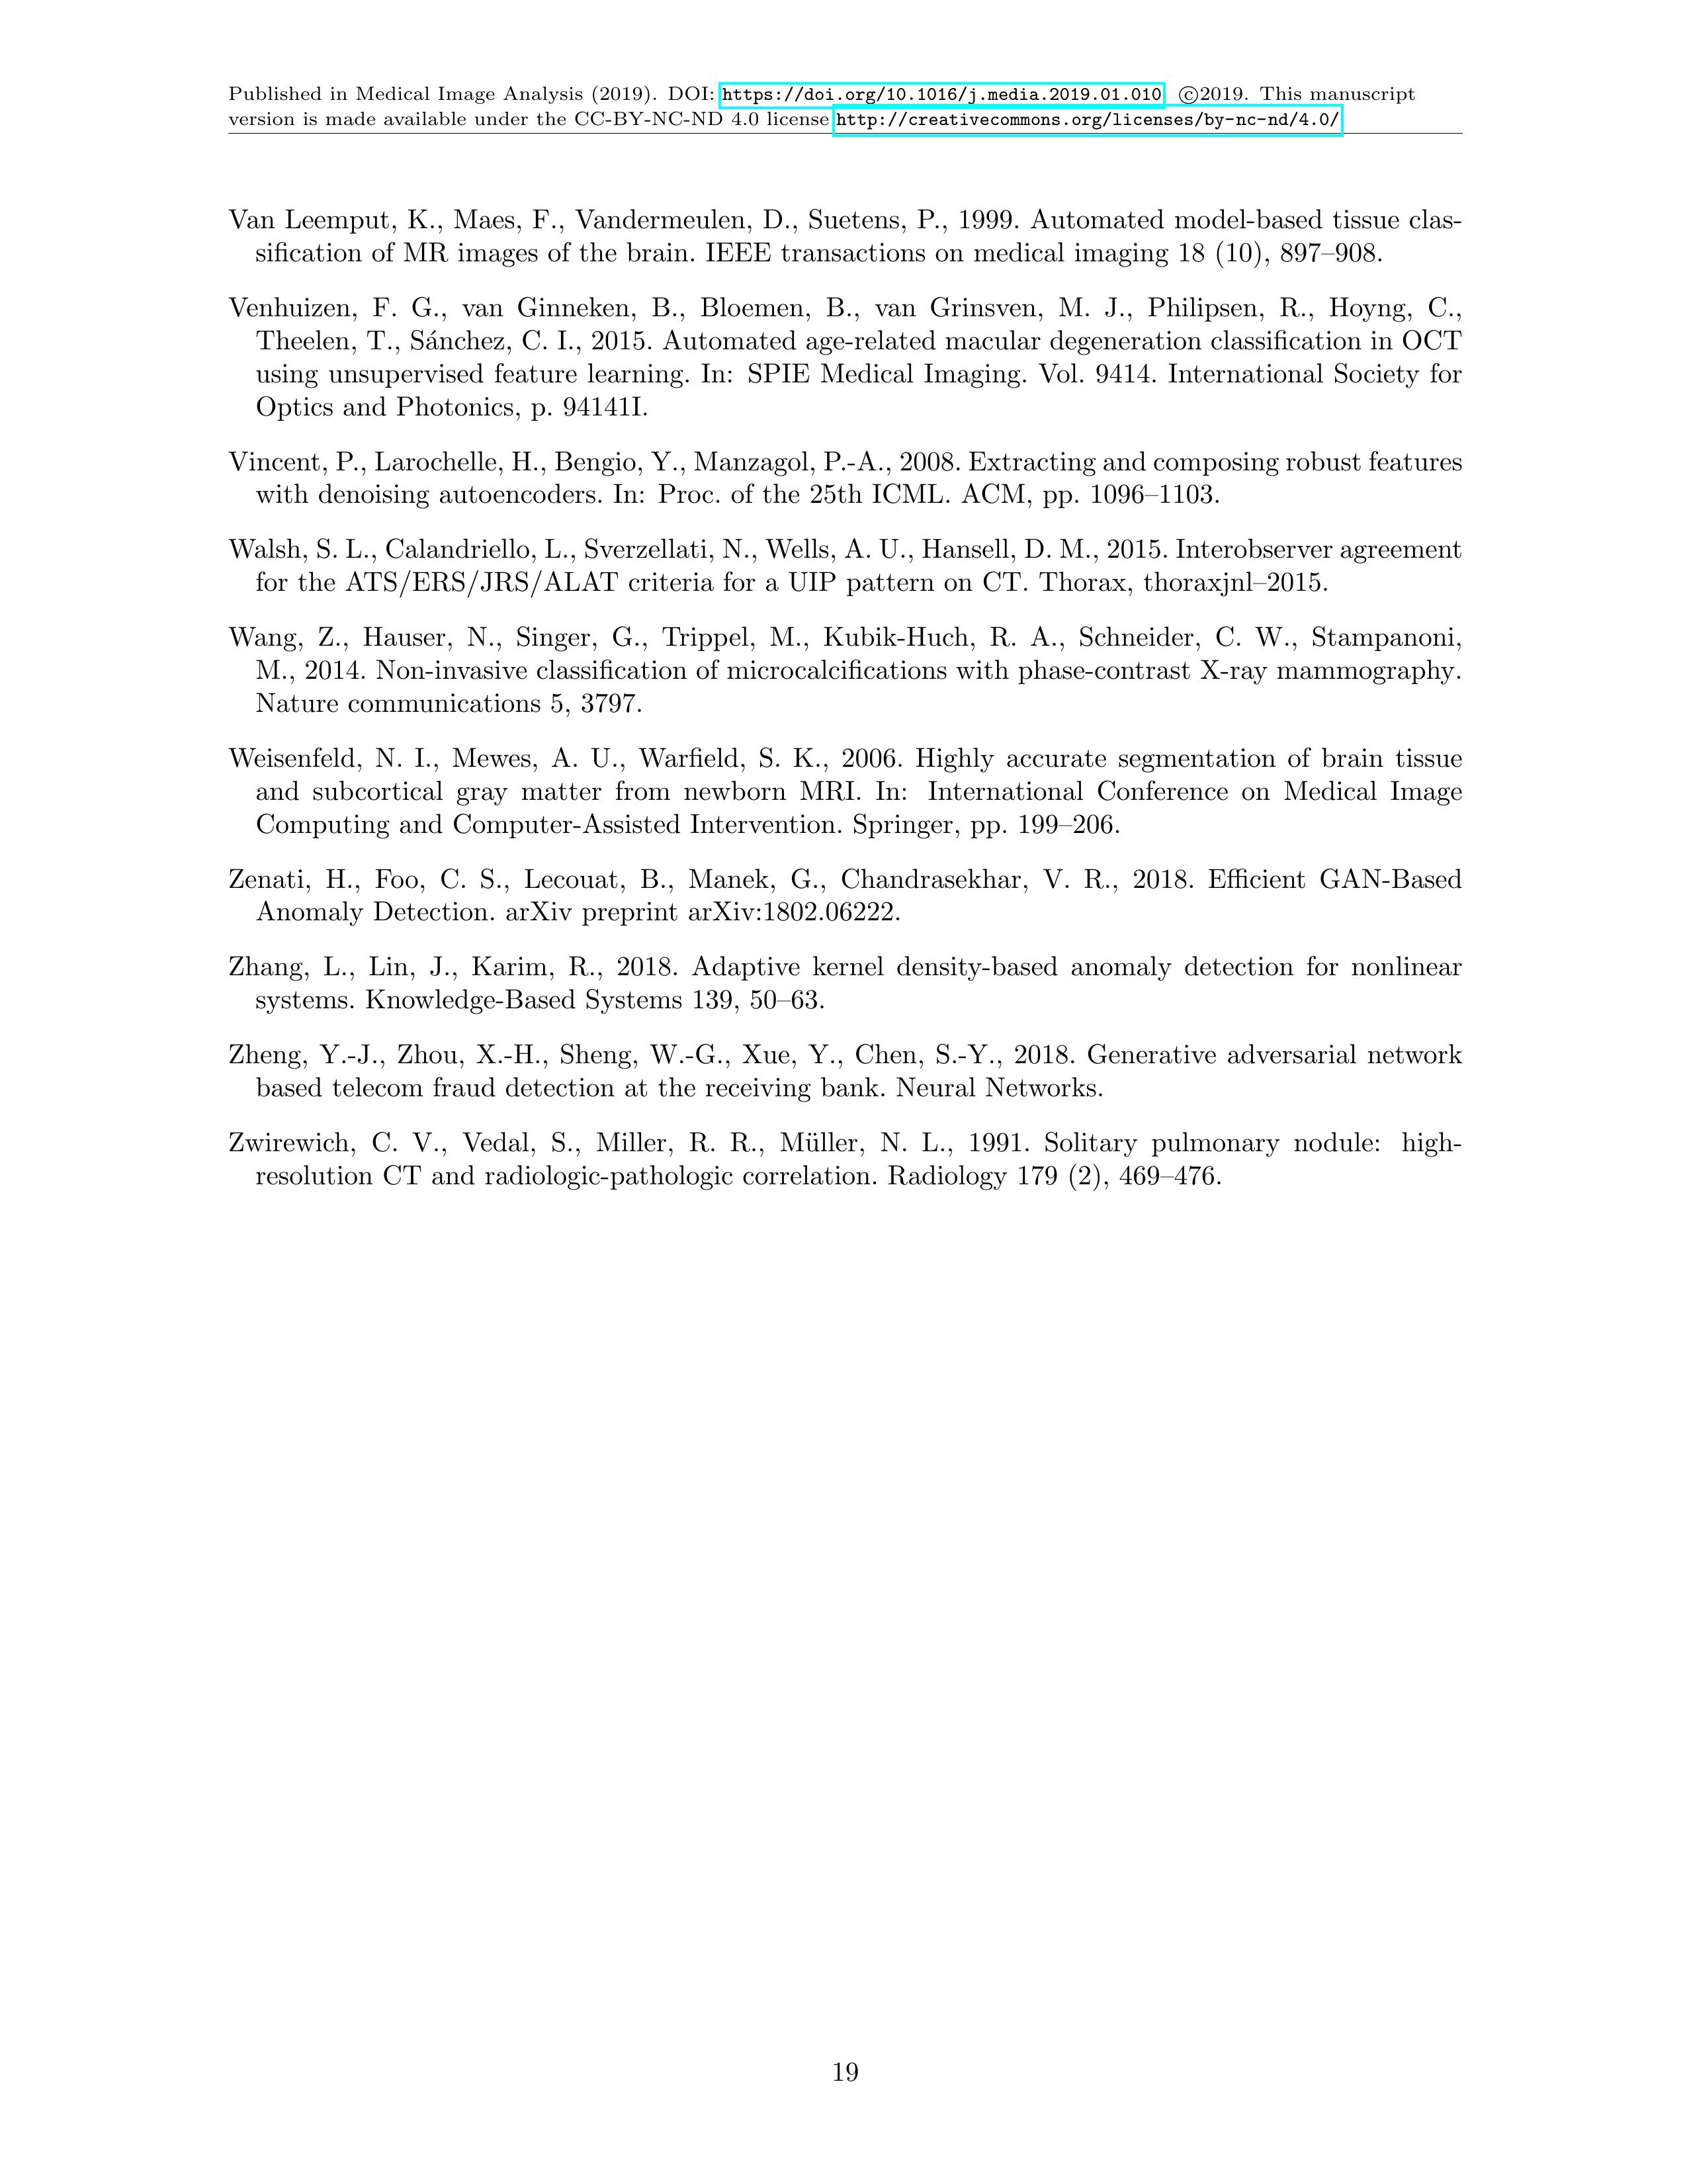 Published in Medical Image Analysis (2019). DOI: https://doi.org/10.1016/j.media.2019.01.010 ©2019. This manuscript
version is made available under the CC-BY-NC-ND 4.0 license http://creativecommons.org/licenses/by-nc-nd/4.0/
Van Leemput, K., Maes, F., Vandermeulen, D., Suetens, P., 1999. Automated model-based tissue clas-
sification of MR images of the brain. IEEE transactions on medical imaging 18 (10), 897–908.
Venhuizen, F. G., van Ginneken, B., Bloemen, B., van Grinsven, M. J., Philipsen, R., Hoyng, C.,
Theelen, T., Sánchez, C. I., 2015. Automated age-related macular degeneration classification in OCT
using unsupervised feature learning. In: SPIE Medical Imaging. Vol. 9414. International Society for
Optics and Photonics, p. 94141I.
Vincent, P., Larochelle, H., Bengio, Y., Manzagol, P.-A., 2008. Extracting and composing robust features
with denoising autoencoders. In: Proc. of the 25th ICML. ACM, pp. 1096–1103.
Walsh, S. L., Calandriello, L., Sverzellati, N., Wells, A. U., Hansell, D. M., 2015. Interobserver agreement
for the ATS/ERS/JRS/ALAT criteria for a UIP pattern on CT. Thorax, thoraxjnl–2015.
Wang, Z., Hauser, N., Singer, G., Trippel, M., Kubik-Huch, R. A., Schneider, C. W., Stampanoni,
M., 2014. Non-invasive classification of microcalcifications with phase-contrast X-ray mammography.
Nature communications 5, 3797.
Weisenfeld, N. I., Mewes, A. U., Warfield, S. K., 2006. Highly accurate segmentation of brain tissue
and subcortical gray matter from newborn MRI. In: International Conference on Medical Image
Computing and Computer-Assisted Intervention. Springer, pp. 199–206.
Zenati, H., Foo, C. S., Lecouat, B., Manek, G., Chandrasekhar, V. R., 2018. Efficient GAN-Based
Anomaly Detection. arXiv preprint arXiv:1802.06222.
Zhang, L., Lin, J., Karim, R., 2018. Adaptive kernel density-based anomaly detection for nonlinear
systems. Knowledge-Based Systems 139, 50–63.
Zheng, Y.-J., Zhou, X.-H., Sheng, W.-G., Xue, Y., Chen, S.-Y., 2018. Generative adversarial network
based telecom fraud detection at the receiving bank. Neural Networks.
Zwirewich, C. V., Vedal, S., Miller, R. R., Müller, N. L., 1991. Solitary pulmonary nodule: high-
resolution CT and radiologic-pathologic correlation. Radiology 179 (2), 469–476.
19